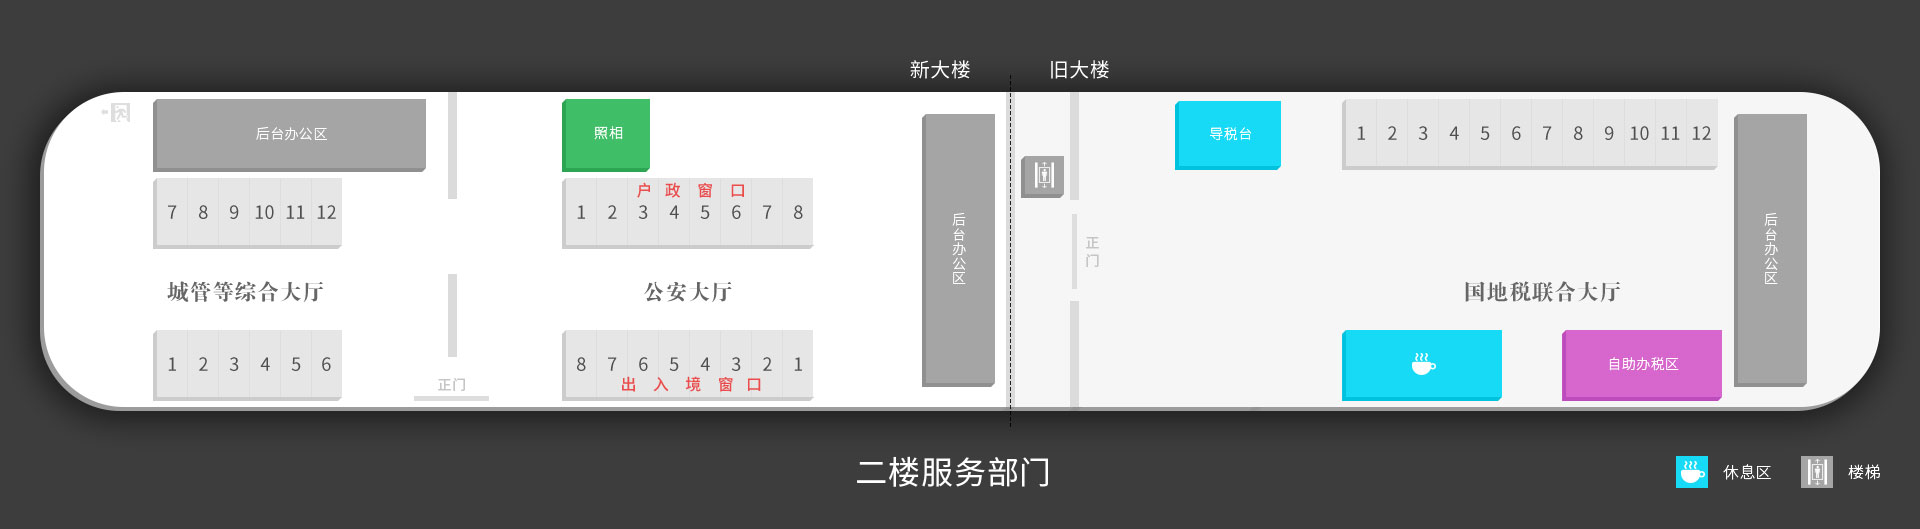 新大楼 旧大楼
后台办公区
照相
导税台
1 2 3 4 5 6 7 8 9 10 11 12
户政窗口
7 8 9 10 11 12
1 2 3 4 5 6 7 8
后台办公区
正门
后台办公区
城管等综合大厅
公安大厅
国地税联合大厅
1 2 3 4 5 6
8 7 6 5 4 3 2 1
自助办税区
正门
出入境窗口
二楼服务部门
休息区
楼梯